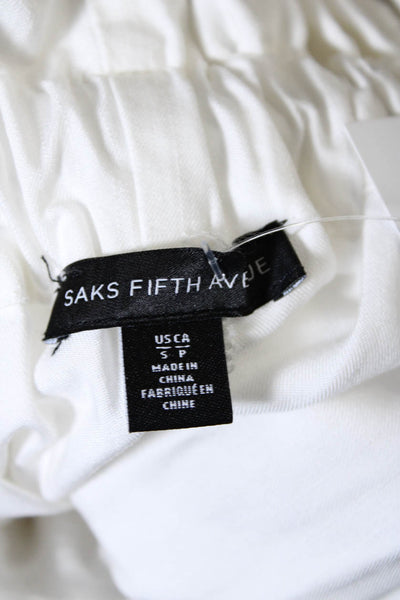 SAKS FIFTH AVENUE
US CA
S P
MADE IN
CHINA
FABRIQUÉ EN
CHINE